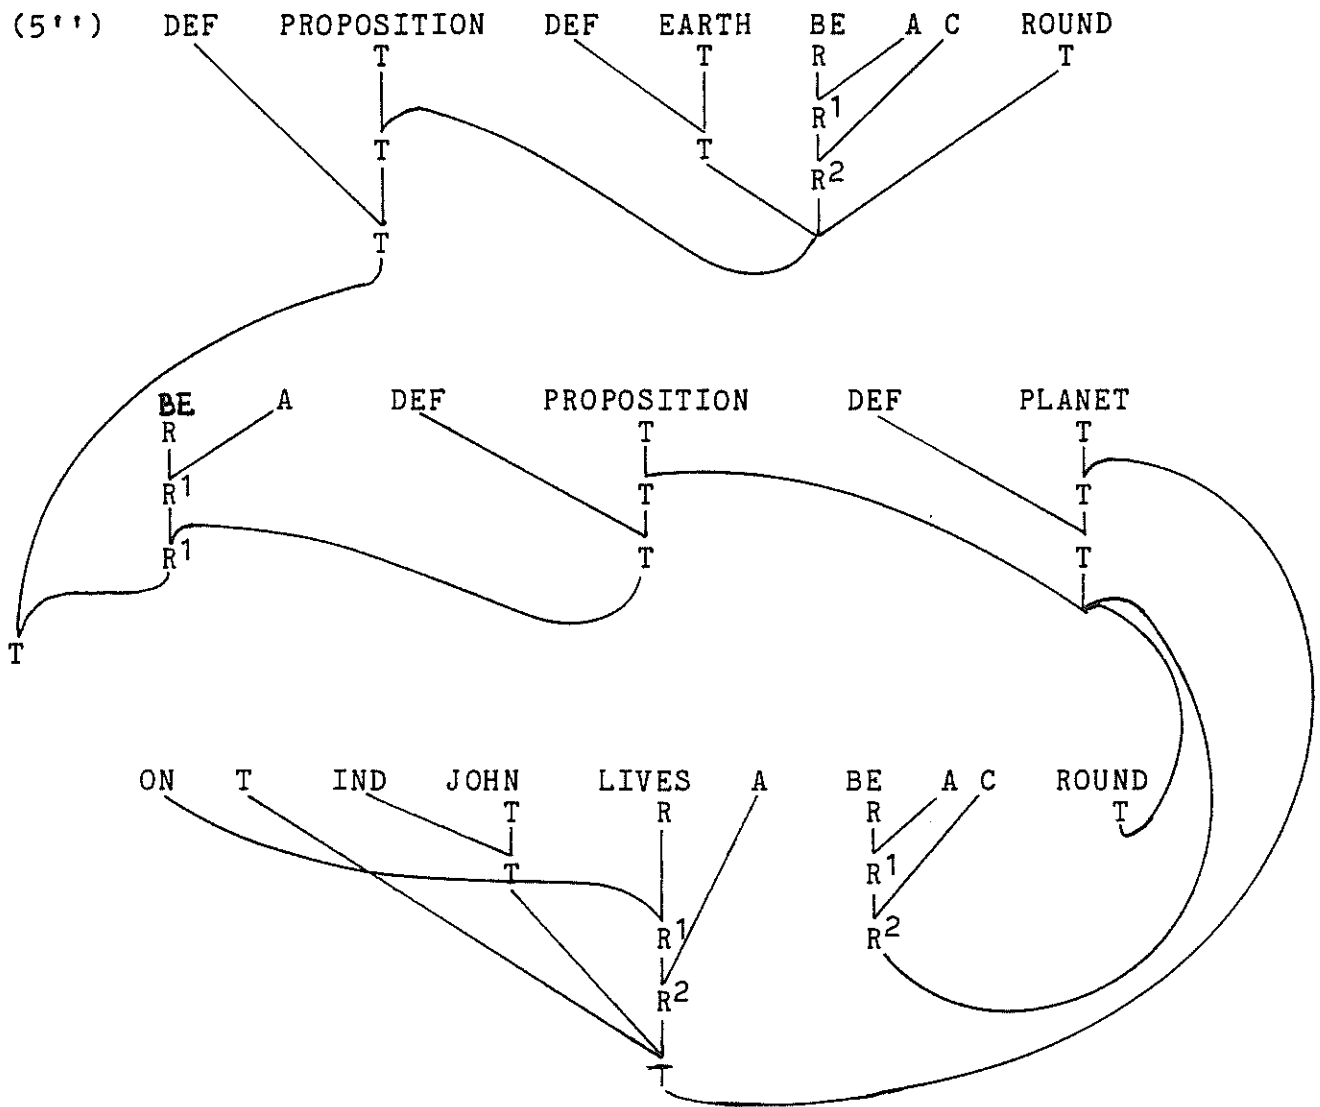 (5'') DEF PROPOSITION DEF EARTH BE A C ROUND
T T R T
R1
T T
R2
T
BE A DEF PROPOSITION DEF PLANET
R T T
R1 T T
R1 T T
T
ON T IND JOHN LIVES A BE A C ROUND
T R R T
T R1
R1 R2
R2
T